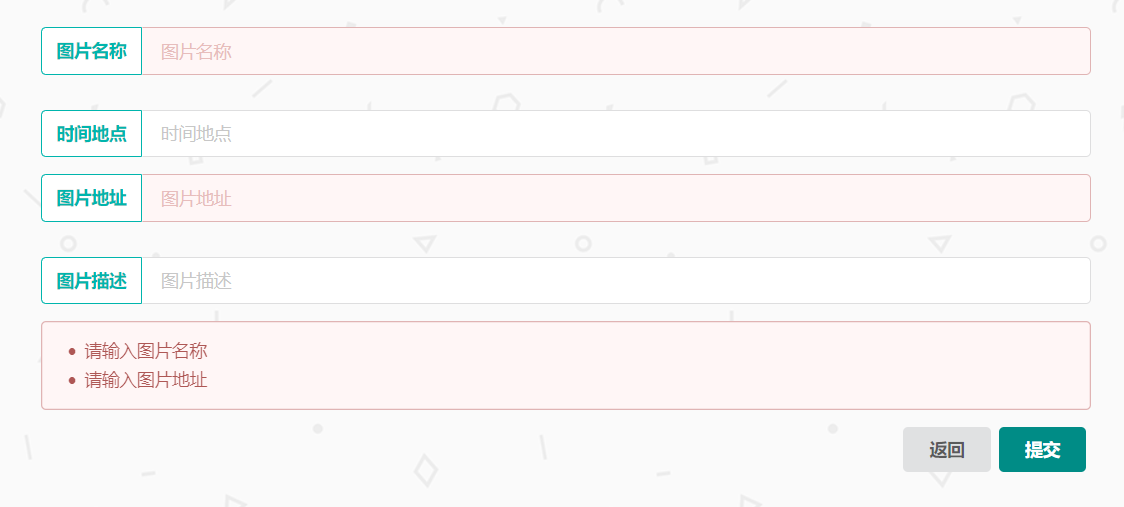 图片名称 图片名称
时间地点 时间地点
图片地址 图片地址
图片描述 图片描述
请输入图片名称
请输入图片地址
返回 提交